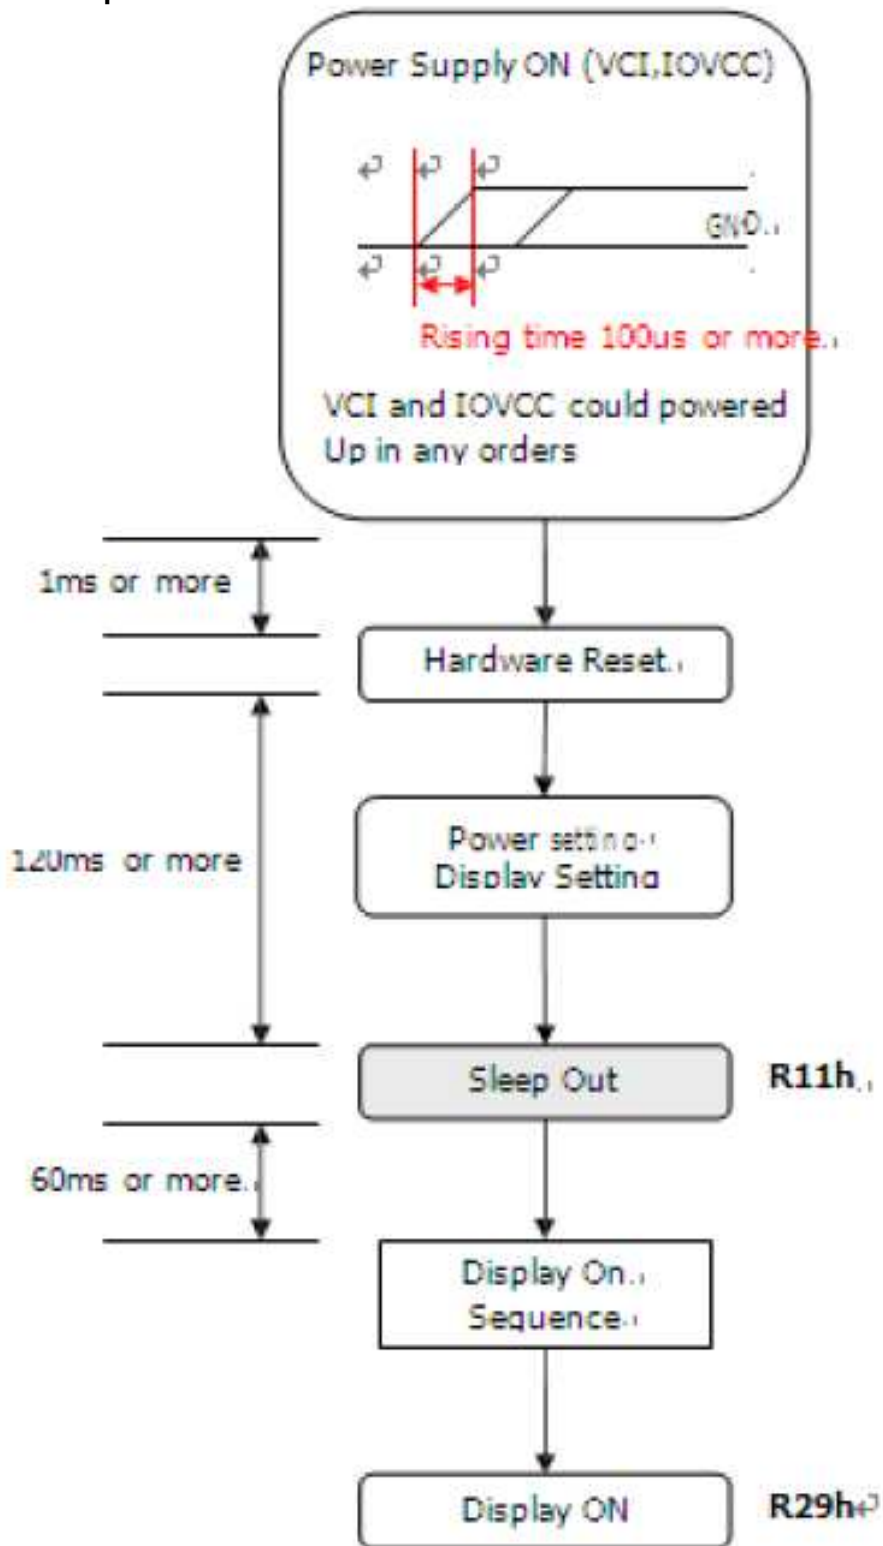 Power Supply ON (VCI,IOVCC)
GND
Rising time 100us or more.
VCI and IOVCC could powered
Up in any orders
1ms or more
Hardware Reset.
120ms or more
Power setting
Display Setting
Sleep Out
R11h
60ms or more.
Display On
Sequence
Display ON
R29h